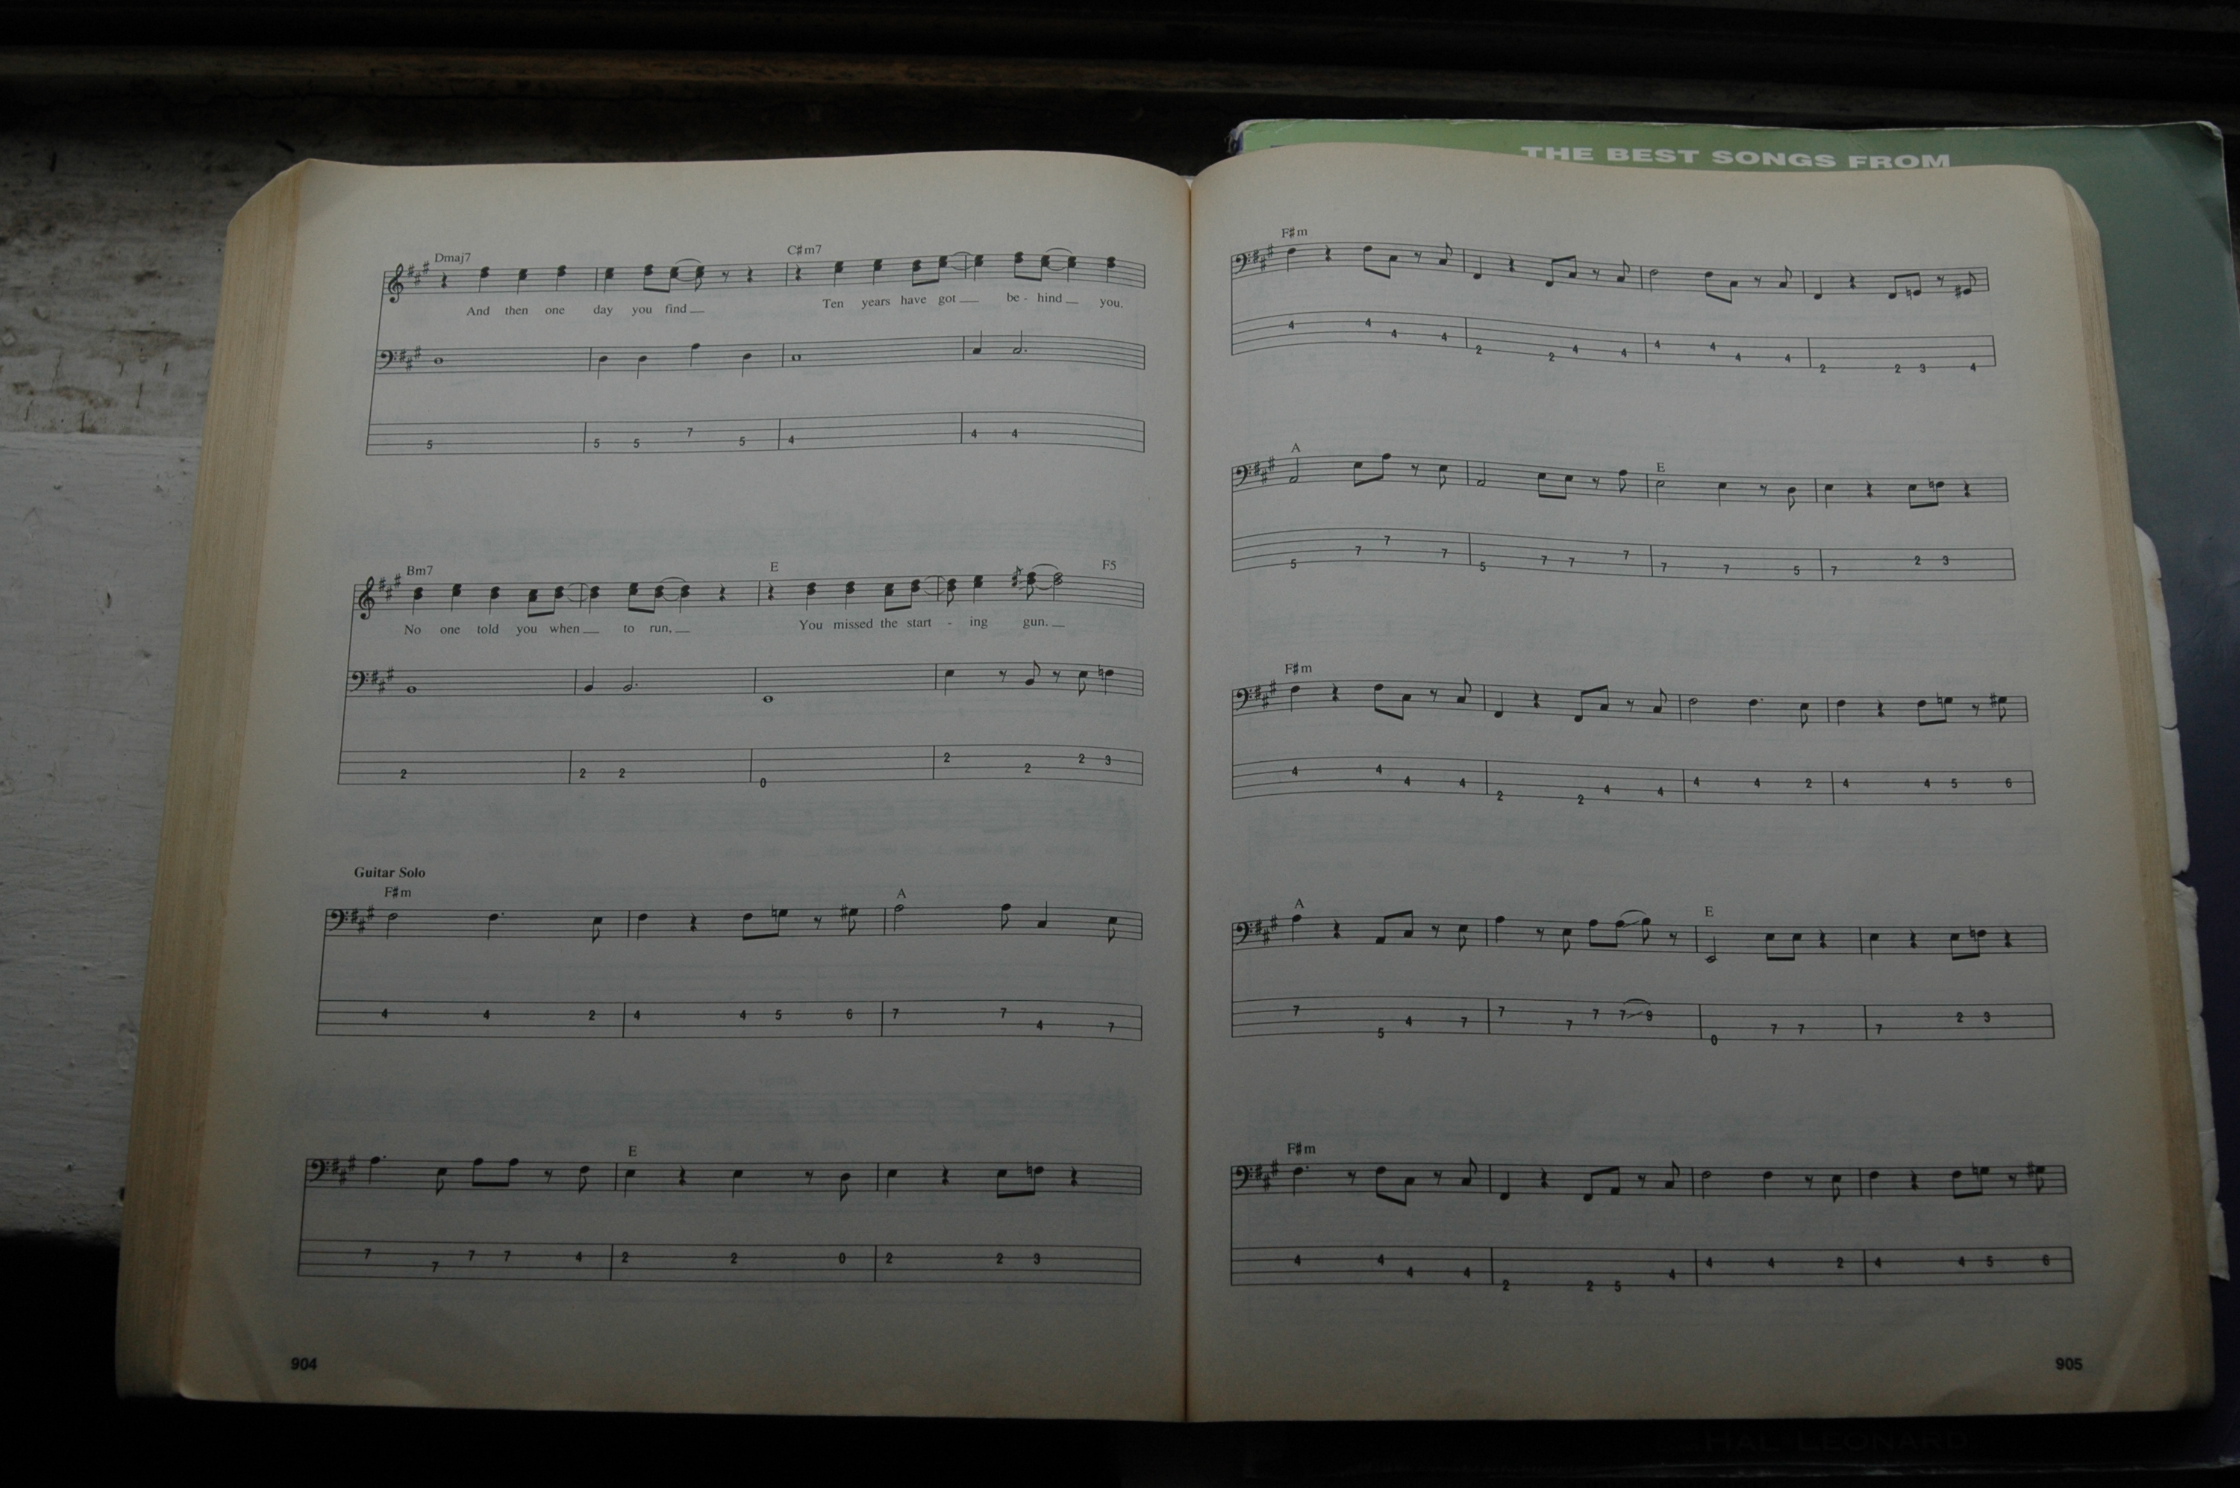 Dmaj7 C♯m7
And then one day you find Ten years have got be - hind you.
5 5 5 7 5 4 4 4
Bm7 E F5
No one told you when to run, You missed the start - ing gun.
2 2 2 0 2 2 2 3
Guitar Solo
F♯m A
4 4 2 4 4 5 6 7 7 4 7
E
7 7 7 7 4 2 2 0 2 2 3
904
THE BEST SONGS FROM
F♯m
4 4 4 4 2 2 4 4 4 4 4 4 2 2 3 4
A E
5 7 7 7 5 7 7 7 7 7 5 7 2 3
F♯m
4 4 4 4 2 2 4 4 4 4 2 4 4 5 6
A E
7 5 4 7 7 7 7 7 9 0 7 7 7 2 3
F♯m
4 4 4 4 2 2 5 4 4 4 2 4 4 5 6
905
HAL LEONARD